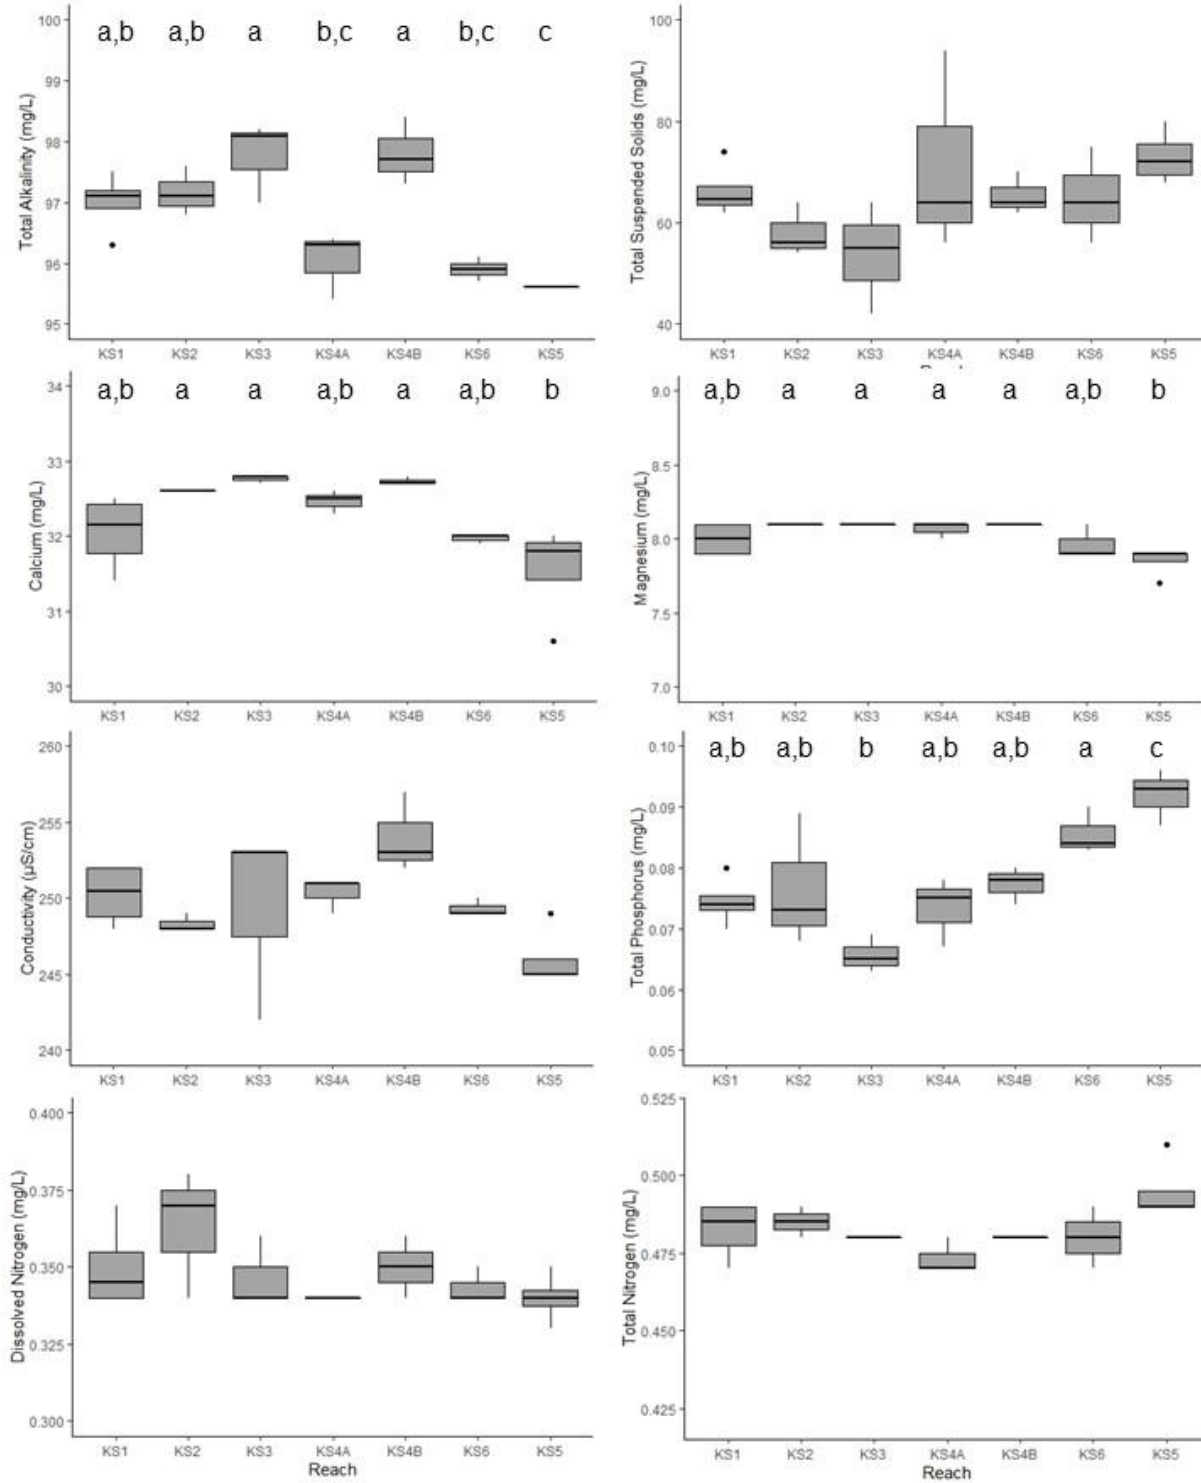 Total Alkalinity (mg/L)
100
99
98
97
96
95
a,b a,b a b,c a b,c c
KS1 KS2 KS3 KS4A KS4B KS6 KS5
Total Suspended Solids (mg/L)
100
80
60
40
KS1 KS2 KS3 KS4A KS4B KS6 KS5
Calcium (mg/L)
34
33
32
31
30
a,b a a a,b a a,b b
KS1 KS2 KS3 KS4A KS4B KS6 KS5
Magnesium (mg/L)
9.0
8.5
8.0
7.5
7.0
a,b a a a a a,b b
KS1 KS2 KS3 KS4A KS4B KS6 KS5
Conductivity (µS/cm)
260
255
250
245
240
KS1 KS2 KS3 KS4A KS4B KS6 KS5
Total Phosphorus (mg/L)
0.10
0.09
0.08
0.07
0.06
0.05
a,b a,b b a,b a,b a c
KS1 KS2 KS3 KS4A KS4B KS6 KS5
Dissolved Nitrogen (mg/L)
0.400
0.375
0.350
0.325
0.300
KS1 KS2 KS3 KS4A KS4B KS6 KS5
Reach
Total Nitrogen (mg/L)
0.525
0.500
0.475
0.450
0.425
KS1 KS2 KS3 KS4A KS4B KS6 KS5
Reach